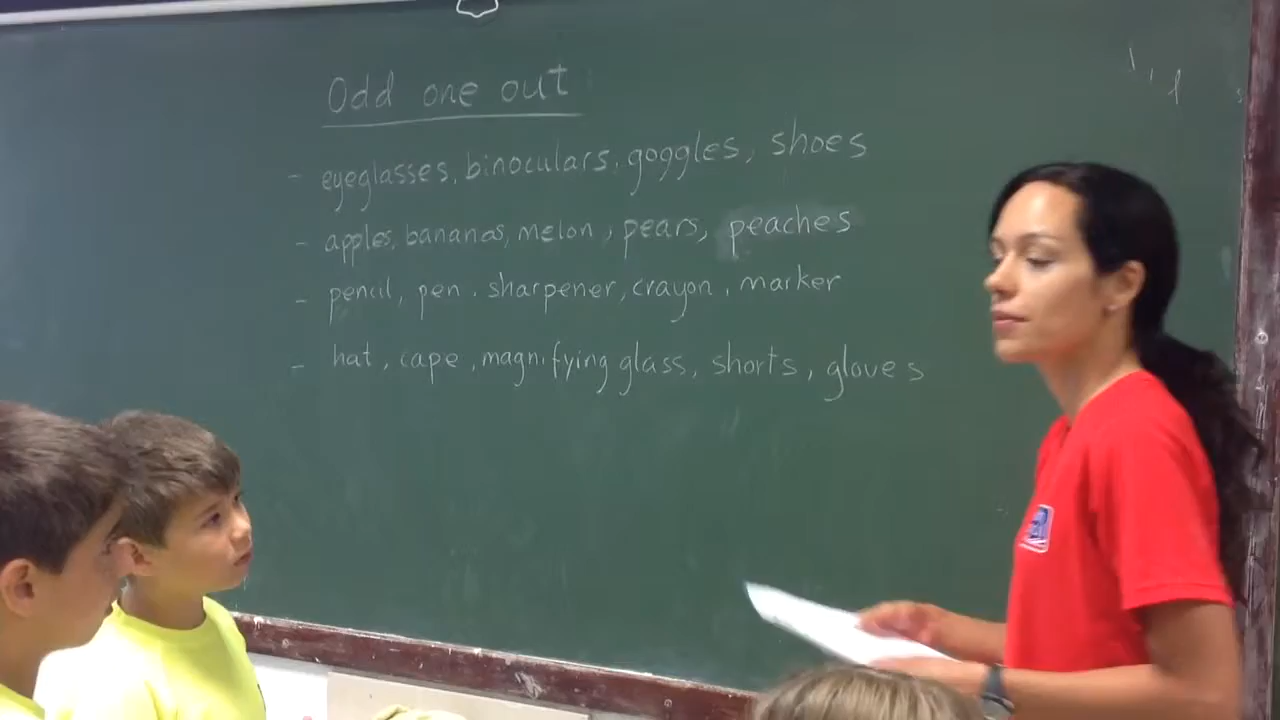 Odd one out
- eyeglasses, binoculars, goggles, shoes
- apples, bananas, melon, pears, peaches
- pencil, pen, sharpener, crayon, marker
- hat, cape, magnifying glass, shorts, gloves